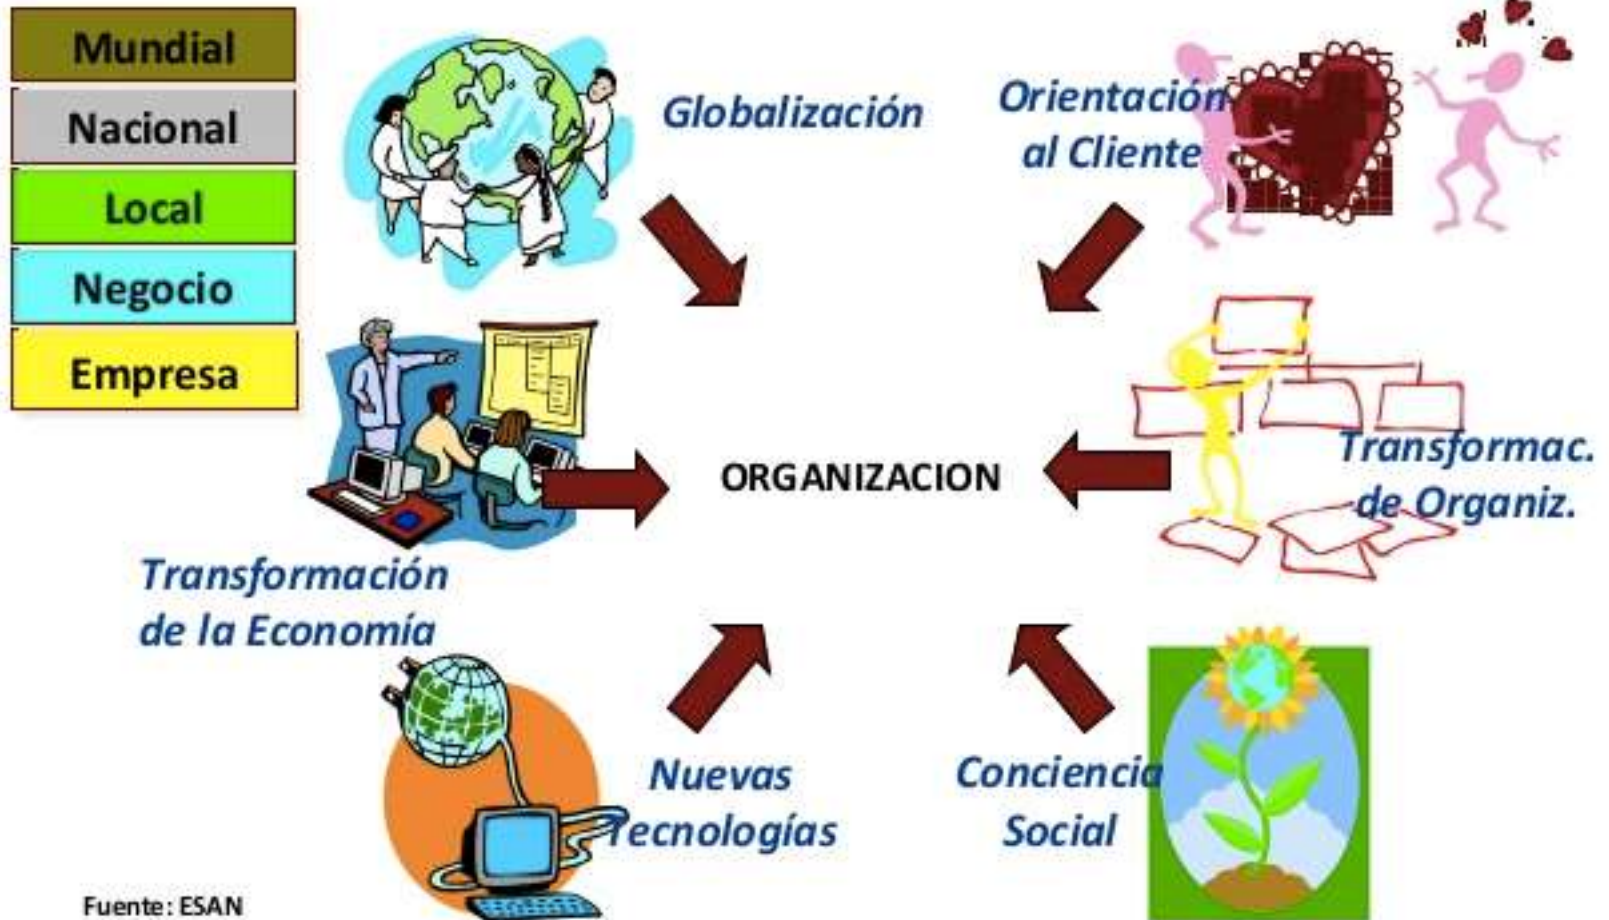 Mundial
Nacional
Local
Negocio
Empresa
Globalización
Orientación
al Cliente
ORGANIZACION
Transformac.
de Organiz.
Transformación
de la Economía
Nuevas
Tecnologías
Conciencia
Social
Fuente: ESAN